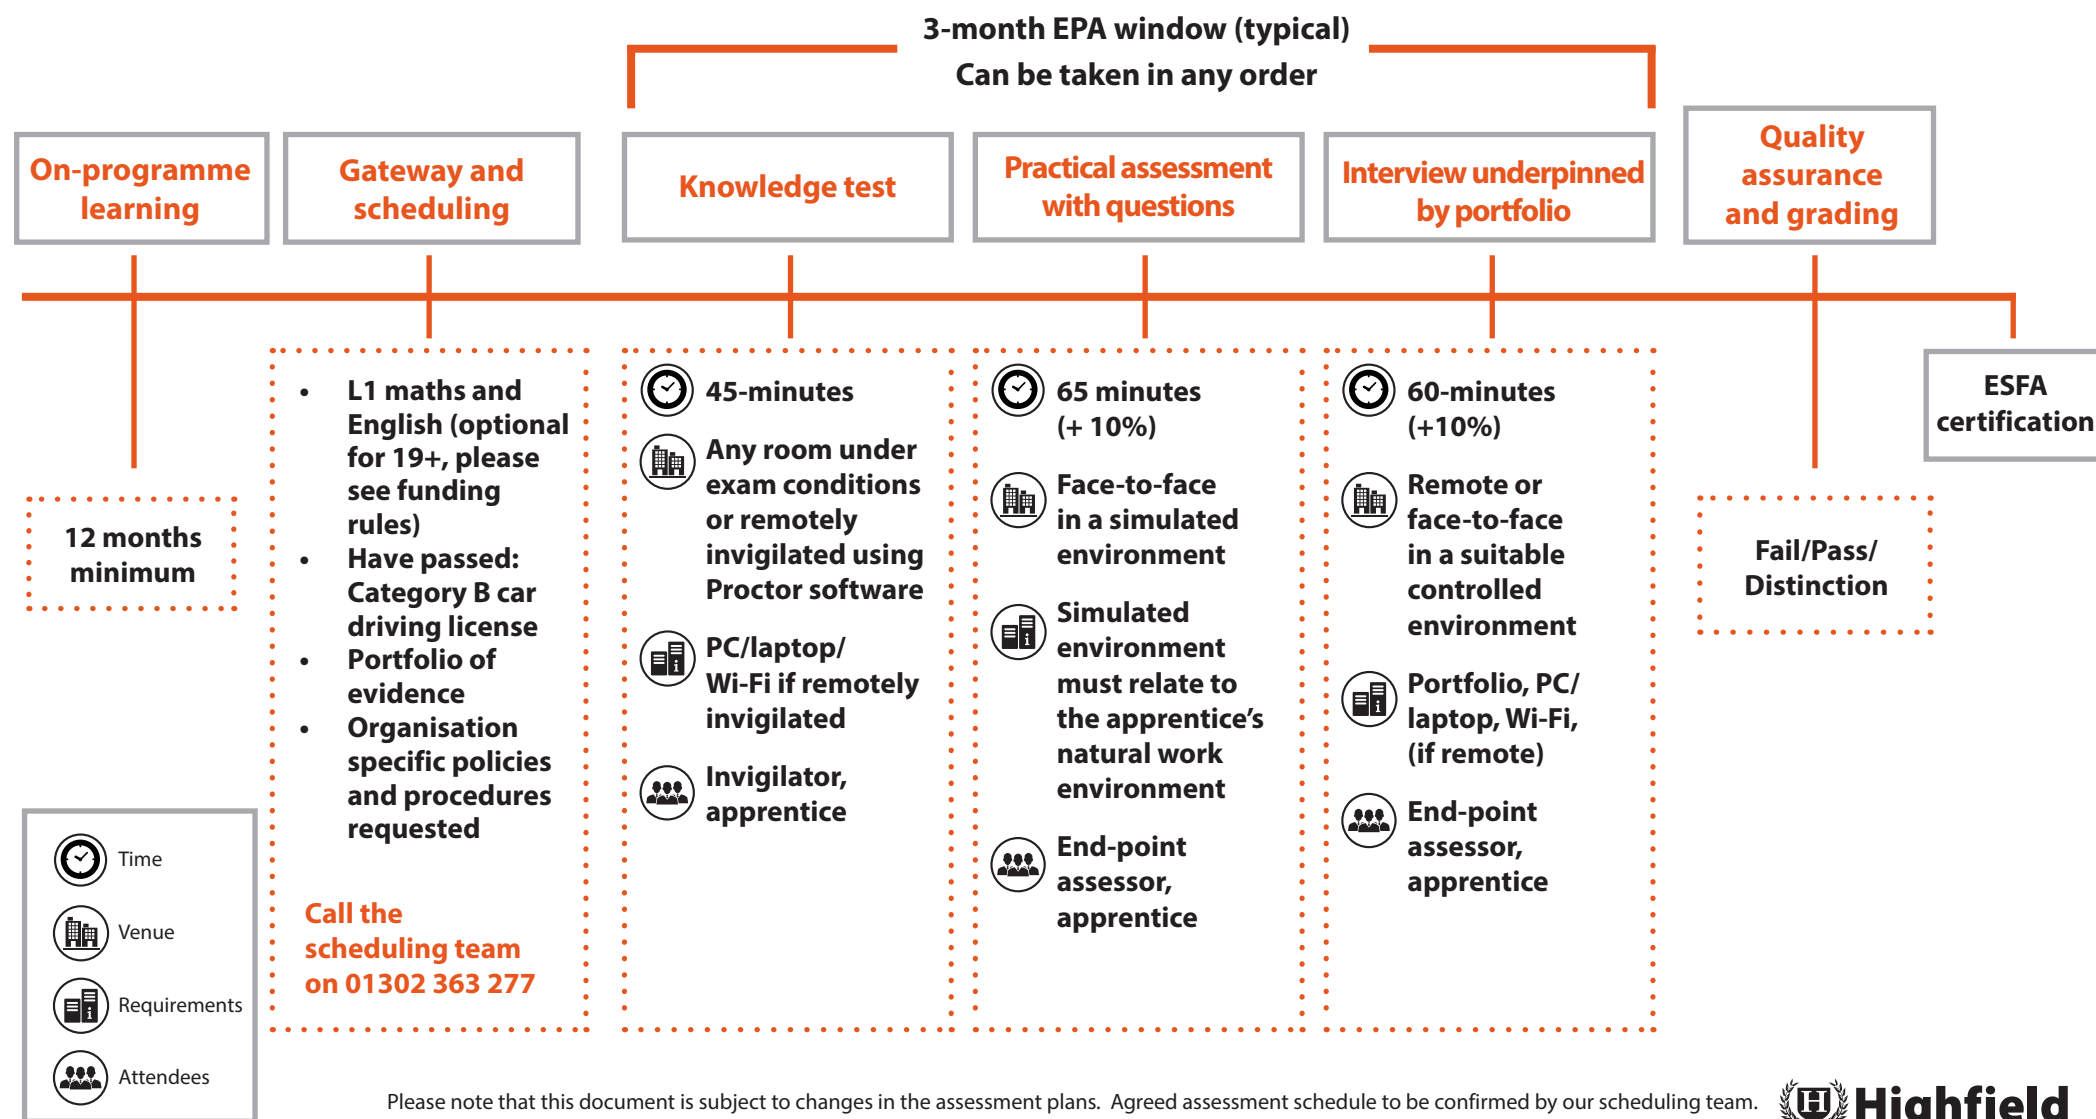 3-month EPA window (typical)
Can be taken in any order
On-programme
learning
Gateway and
scheduling
Knowledge test
Practical assessment
with questions
Interview underpinned
by portfolio
Quality
assurance
and grading
12 months
minimum
• L1 maths and
English (optional
for 19+, please
see funding
rules)
• Have passed:
Category B car
driving license
• Portfolio of
evidence
• Organisation
specific policies
and procedures
requested
Call the
scheduling team
on 01302 363 277
45-minutes
Any room under
exam conditions
or remotely
invigilated using
Proctor software
PC/laptop/
Wi-Fi if remotely
invigilated
Invigilator,
apprentice
65 minutes
(+ 10%)
Face-to-face
in a simulated
environment
Simulated
environment
must relate to
the apprentice's
natural work
environment
End-point
assessor,
apprentice
60-minutes
(+10%)
Remote or
face-to-face
in a suitable
controlled
environment
Portfolio, PC/
laptop, Wi-Fi,
(if remote)
End-point
assessor,
apprentice
Fail/Pass/
Distinction
ESFA
certification
Time
Venue
Requirements
Attendees
Please note that this document is subject to changes in the assessment plans. Agreed assessment schedule to be confirmed by our scheduling team.
H Highfield